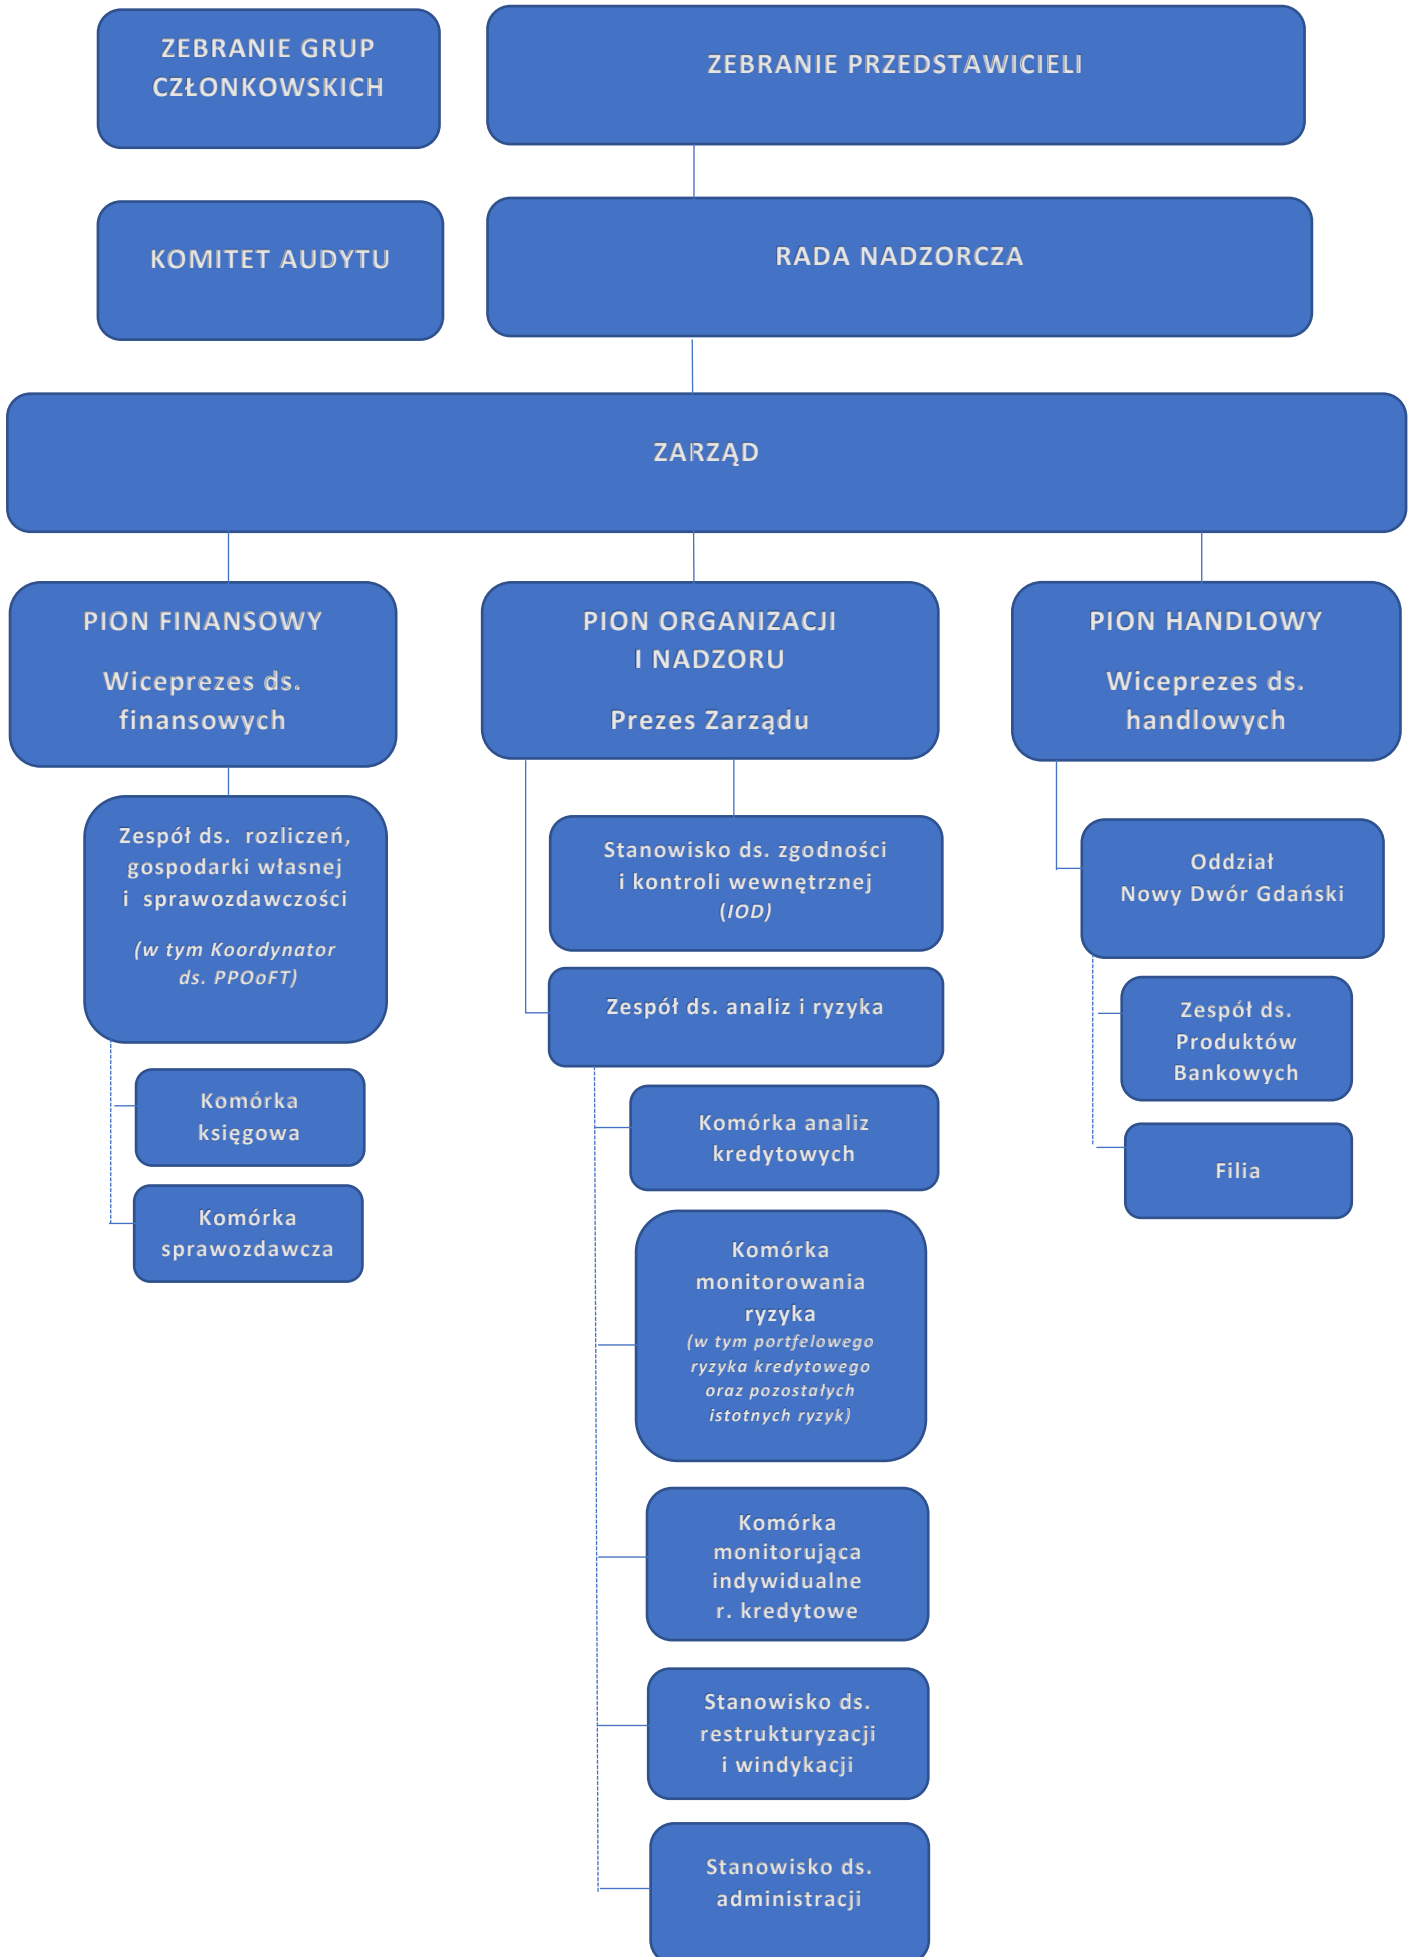 ZEBRANIE GRUP
CZŁONKOWSKICH
ZEBRANIE PRZEDSTAWICIELI
KOMITET AUDYTU
RADA NADZORCZA
ZARZĄD
PION FINANSOWY
Wiceprezes ds.
finansowych
PION ORGANIZACJI
I NADZORU
Prezes Zarządu
PION HANDLOWY
Wiceprezes ds.
handlowych
Zespół ds. rozliczeń,
gospodarki własnej
i sprawozdawczości
(w tym Koordynator
ds. PPOoFT)
Komórka
księgowa
Komórka
sprawozdawcza
Stanowisko ds. zgodności
i kontroli wewnętrznej
(IOD)
Zespół ds. analiz i ryzyka
Komórka analiz
kredytowych
Komórka
monitorowania
ryzyka
(w tym portfelowego
ryzyka kredytowego
oraz pozostałych
istotnych ryzyk)
Komórka
monitorująca
indywidualne
r. kredytowe
Stanowisko ds.
restrukturyzacji
i windykacji
Stanowisko ds.
administracji
Oddział
Nowy Dwór Gdański
Zespół ds.
Produktów
Bankowych
Filia